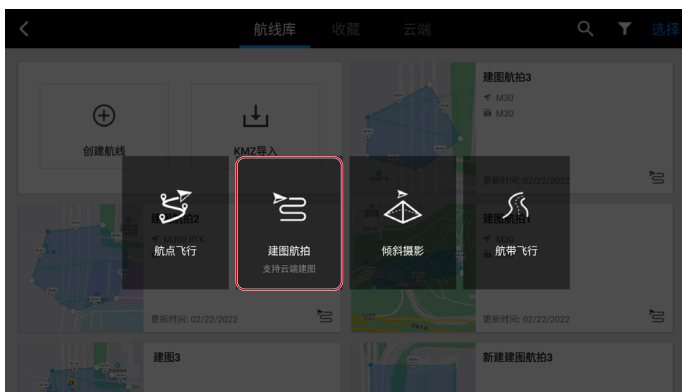 航线库
收藏
云端
选择
创建航线
KMZ导入
建图航拍3
M30
M30
更新时间: 02/22/2022
航点飞行
建图航拍
支持云端建图
倾斜摄影
航带飞行
M300 RTK
更新时间: 02/22/2022
更新时间: 02/22/2022
建图3
新建建图航拍3